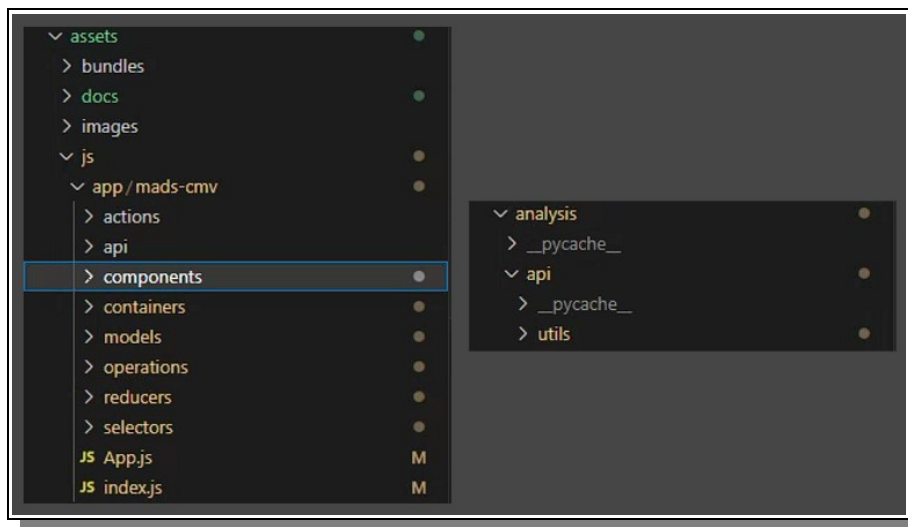 assets
bundles
docs
images
js
app / mads-cmv
actions
api
components
containers
models
operations
reducers
selectors
JS App.js M
JS index.js M
analysis
__pycache__
api
__pycache__
utils